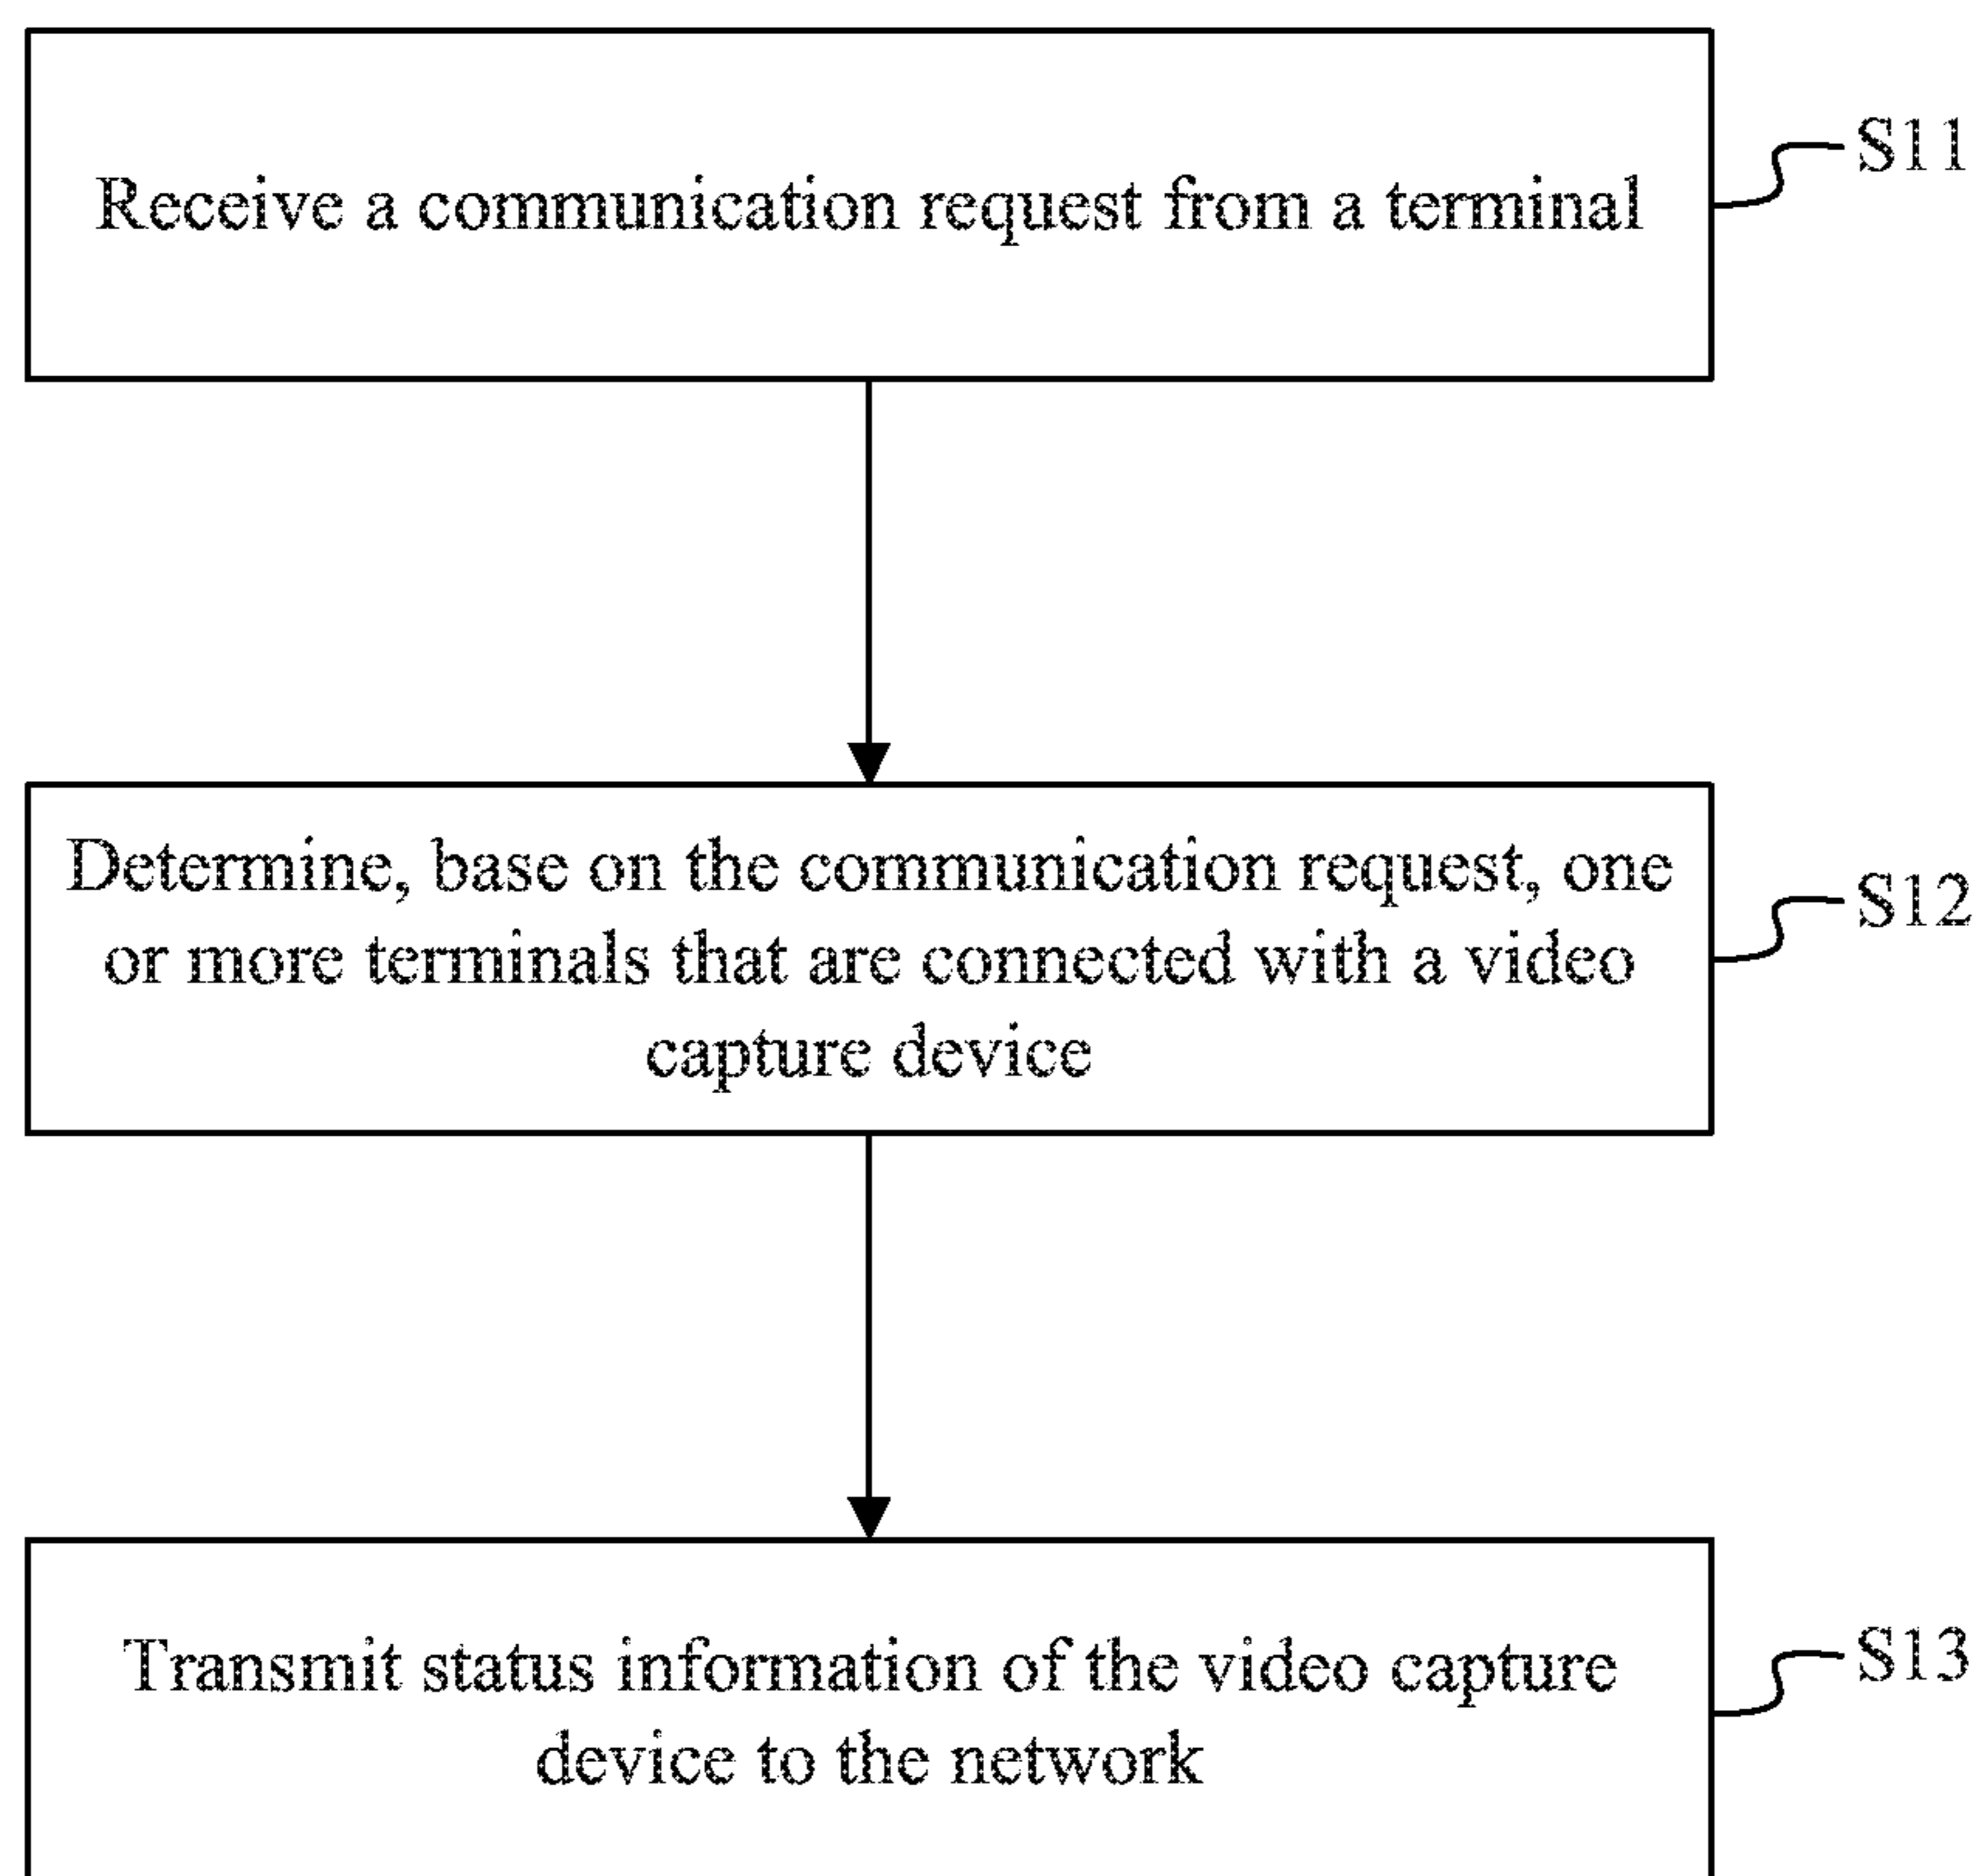 Receive a communication request from a terminal
S11
Determine, base on the communication request, one
or more terminals that are connected with a video
capture device
S12
Transmit status information of the video capture
device to the network
S13